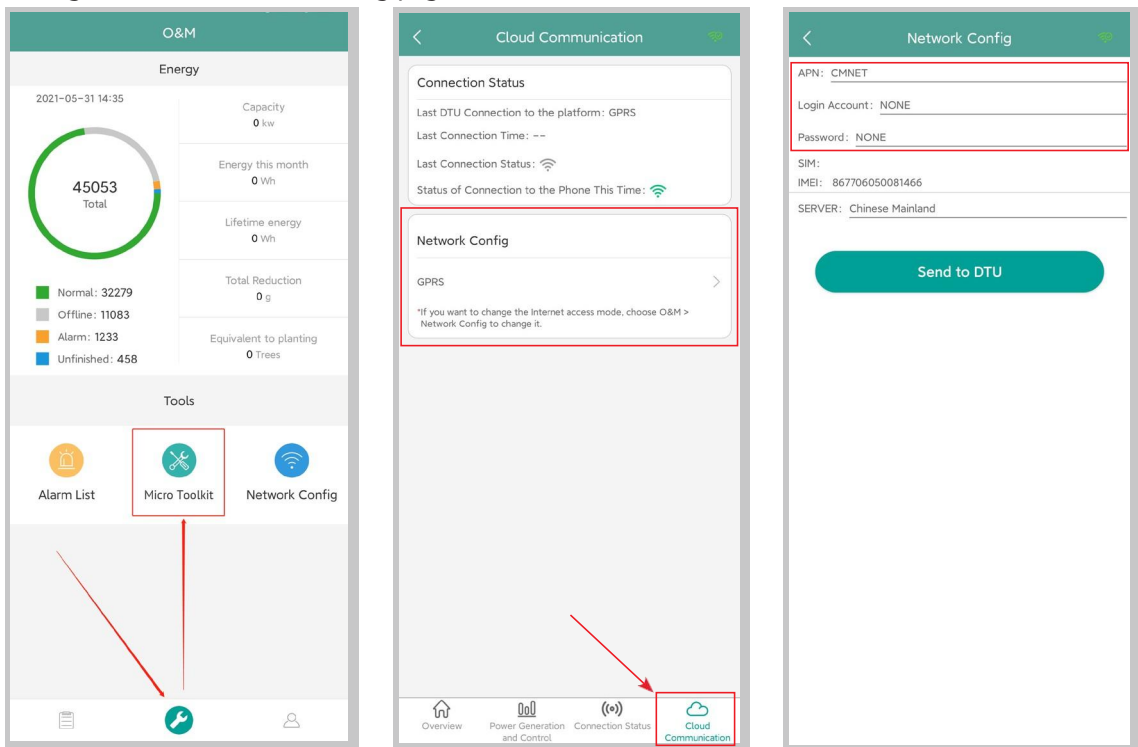 O&M
Energy
2021-05-31 14:35
45053
Total
Normal: 32279
Offline: 11083
Alarm: 1233
Unfinished: 458
Capacity
0 kw
Energy this month
0 Wh
Lifetime energy
0 Wh
Total Reduction
0 g
Equivalent to planting
0 Trees
Tools
Alarm List
Micro Toolkit
Network Config
Cloud Communication
Connection Status
Last DTU Connection to the platform: GPRS
Last Connection Time: --
Last Connection Status:
Status of Connection to the Phone This Time:
Network Config
GPRS
*If you want to change the Internet access mode, choose O&M >
Network Config to change it.
Overview
Power Generation
and Control
Connection Status
Cloud
Communication
Network Config
APN: CMNET
Login Account: NONE
Password: NONE
SIM:
IMEI: 867706050081466
SERVER: Chinese Mainland
Send to DTU